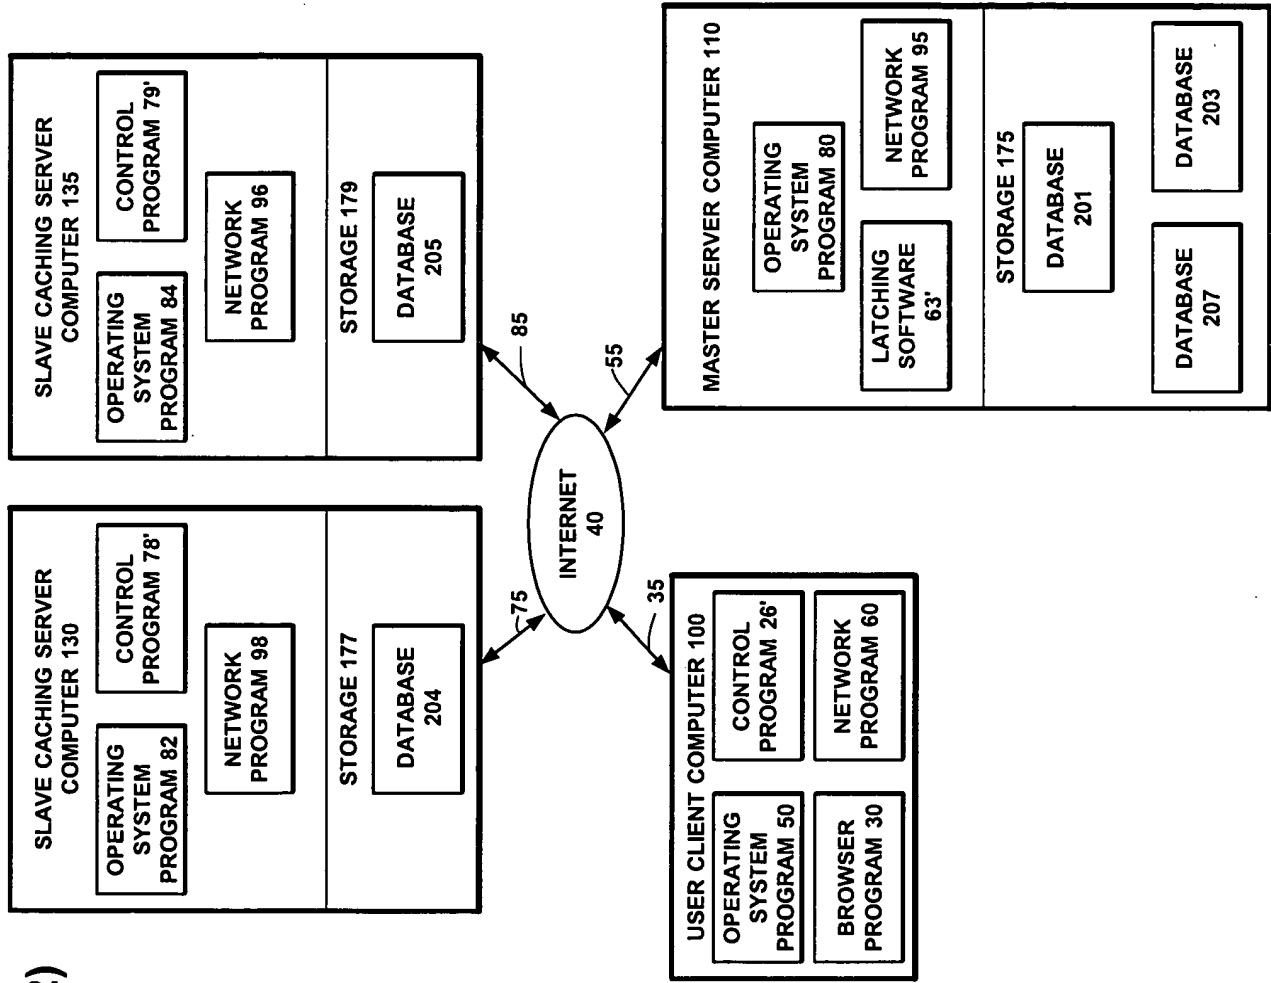 SLAVE CACHING SERVER
COMPUTER 130
OPERATING
SYSTEM
PROGRAM 82
CONTROL
PROGRAM 78'
NETWORK
PROGRAM 98
STORAGE 177
DATABASE
204
SLAVE CACHING SERVER
COMPUTER 135
OPERATING
SYSTEM
PROGRAM 84
CONTROL
PROGRAM 79'
NETWORK
PROGRAM 96
STORAGE 179
DATABASE
205
75
85
INTERNET
40
35
55
USER CLIENT COMPUTER 100
OPERATING
SYSTEM
PROGRAM 50
CONTROL
PROGRAM 26'
BROWSER
PROGRAM 30
NETWORK
PROGRAM 60
MASTER SERVER COMPUTER 110
OPERATING
SYSTEM
PROGRAM 80
LATCHING
SOFTWARE
63'
NETWORK
PROGRAM 95
STORAGE 175
DATABASE
201
DATABASE
207
DATABASE
203